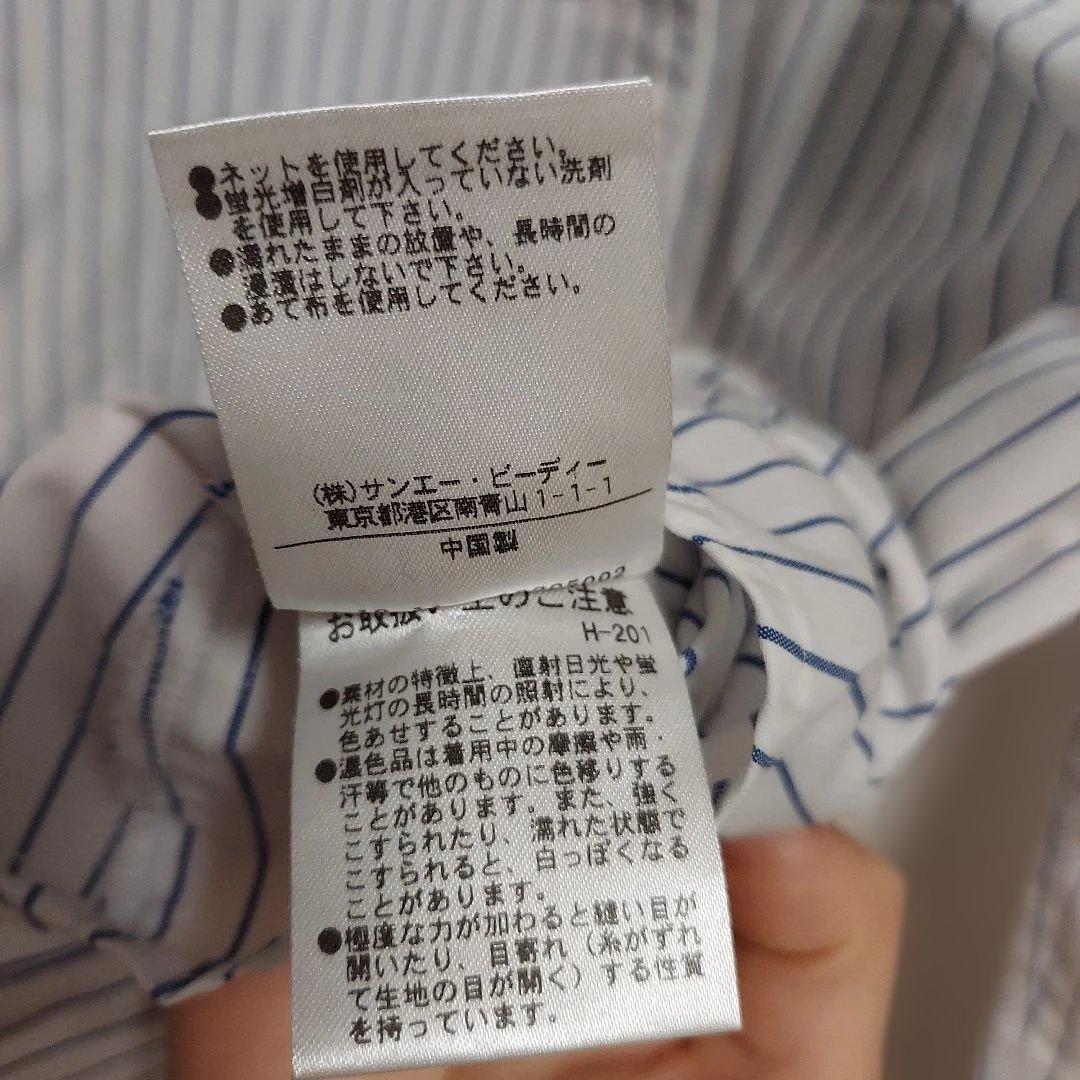 ●ネットを使用してください。
●蛍光増白剤が入っていない洗剤
を使用して下さい。
●濡れたままの放置や、長時間の
浸漬はしないで下さい。
●あて布を使用してください。
(株)サンエー・ビーディー
東京都港区南青山1-1-1
中国製
お取扱い上のご注意
H-201
●素材の特徴上、直射日光や蛍
光灯の長時間の照射により、
色あせすることがあります。
●濃色品は着用中の摩擦や雨・
汗等で他のものに色移りする
ことがあります。また、強く
こすられたり、濡れた状態で
こすられると、白っぽくなる
ことがあります。
●極度な力が加わると縫い目が
開いたり、目寄れ(糸がずれ
て生地の目が開く)する性質
を持っています。